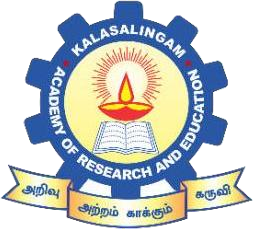 KALASALINGAM
ACADEMY OF RESEARCH AND EDUCATION
அறிவு
அற்றம் காக்கும்
கருவி